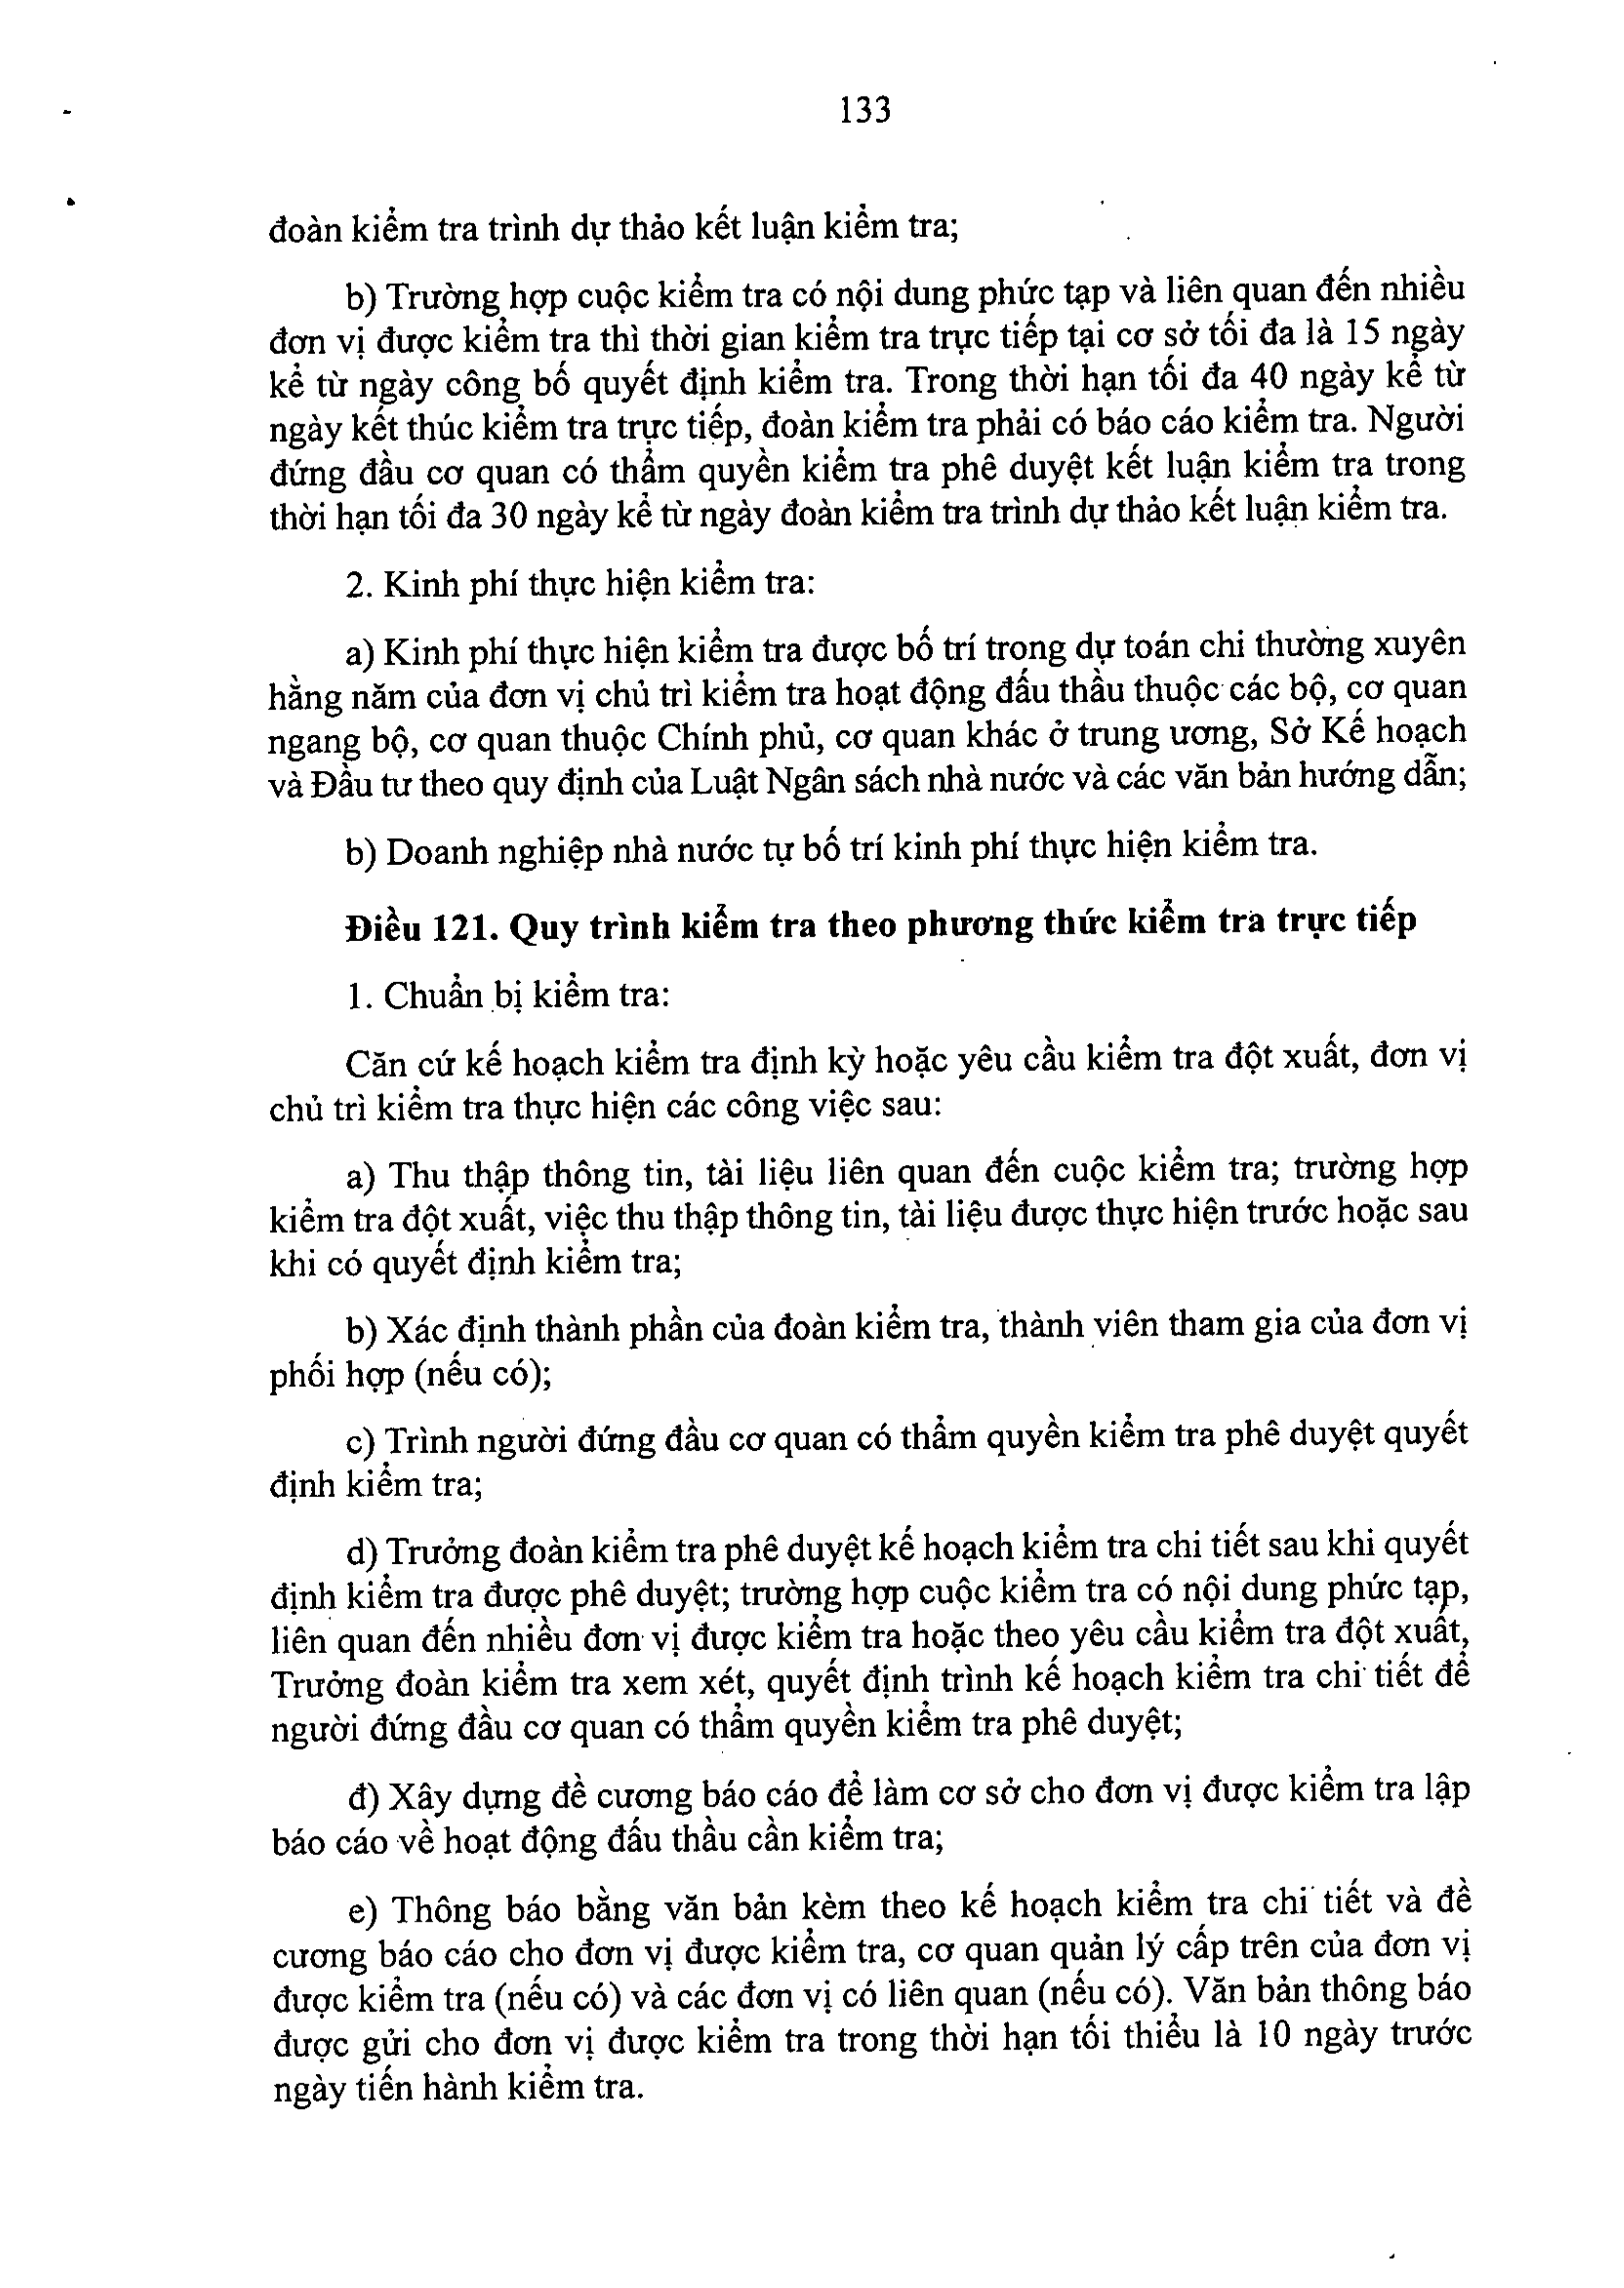 133
đoàn kiểm tra trình dự thảo kết luận kiểm tra;
b) Trường hợp cuộc kiểm tra có nội dung phức tạp và liên quan đến nhiều
đơn vị được kiểm tra thì thời gian kiểm tra trực tiếp tại cơ sở tối đa là 15 ngày
kể từ ngày công bố quyết định kiểm tra. Trong thời hạn tối đa 40 ngày kể từ
ngày kết thúc kiểm tra trực tiếp, đoàn kiểm tra phải có báo cáo kiểm tra. Người
đứng đầu cơ quan có thẩm quyền kiểm tra phê duyệt kết luận kiểm tra trong
thời hạn tối đa 30 ngày kể từ ngày đoàn kiểm tra trình dự thảo kết luận kiểm tra.
2. Kinh phí thực hiện kiểm tra:
a) Kinh phí thực hiện kiểm tra được bố trí trong dự toán chi thường xuyên
hằng năm của đơn vị chủ trì kiểm tra hoạt động đấu thầu thuộc các bộ, cơ quan
ngang bộ, cơ quan thuộc Chính phủ, cơ quan khác ở trung ương, Sở Kế hoạch
và Đầu tư theo quy định của Luật Ngân sách nhà nước và các văn bản hướng dẫn;
b) Doanh nghiệp nhà nước tự bố trí kinh phí thực hiện kiểm tra.
Điều 121. Quy trình kiểm tra theo phương thức kiểm tra trực tiếp
1. Chuẩn bị kiểm tra:
Căn cứ kế hoạch kiểm tra định kỳ hoặc yêu cầu kiểm tra đột xuất, đơn vị
chủ trì kiểm tra thực hiện các công việc sau:
a) Thu thập thông tin, tài liệu liên quan đến cuộc kiểm tra; trường hợp
kiểm tra đột xuất, việc thu thập thông tin, tài liệu được thực hiện trước hoặc sau
khi có quyết định kiểm tra;
b) Xác định thành phần của đoàn kiểm tra, thành viên tham gia của đơn vị
phối hợp (nếu có);
c) Trình người đứng đầu cơ quan có thẩm quyền kiểm tra phê duyệt quyết
định kiểm tra;
d) Trưởng đoàn kiểm tra phê duyệt kế hoạch kiểm tra chi tiết sau khi quyết
định kiểm tra được phê duyệt; trường hợp cuộc kiểm tra có nội dung phức tạp,
liên quan đến nhiều đơn vị được kiểm tra hoặc theo yêu cầu kiểm tra đột xuất,
Trưởng đoàn kiểm tra xem xét, quyết định trình kế hoạch kiểm tra chi tiết để
người đứng đầu cơ quan có thẩm quyền kiểm tra phê duyệt;
đ) Xây dựng đề cương báo cáo để làm cơ sở cho đơn vị được kiểm tra lập
báo cáo về hoạt động đấu thầu cần kiểm tra;
e) Thông báo bằng văn bản kèm theo kế hoạch kiểm tra chi tiết và đề
cương báo cáo cho đơn vị được kiểm tra, cơ quan quản lý cấp trên của đơn vị
được kiểm tra (nếu có) và các đơn vị có liên quan (nếu có). Văn bản thông báo
được gửi cho đơn vị được kiểm tra trong thời hạn tối thiểu là 10 ngày trước
ngày tiến hành kiểm tra.